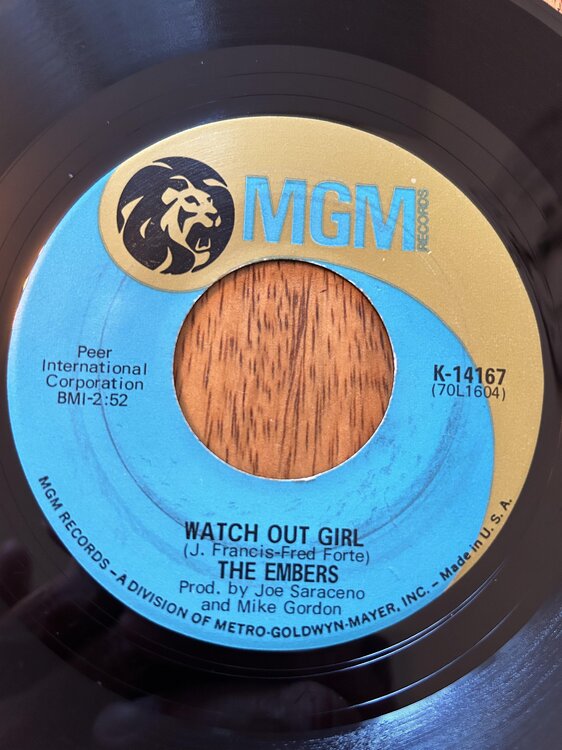 MGM
RECORDS
Peer
International
Corporation
BMI-2:52
K-14167
(70L1604)
WATCH OUT GIRL
(J. Francis-Fred Forte)
THE EMBERS
Prod. by Joe Saraceno
and Mike Gordon
MGM RECORDS – A DIVISION OF METRO-GOLDWYN-MAYER, INC. – Made in U. S. A.